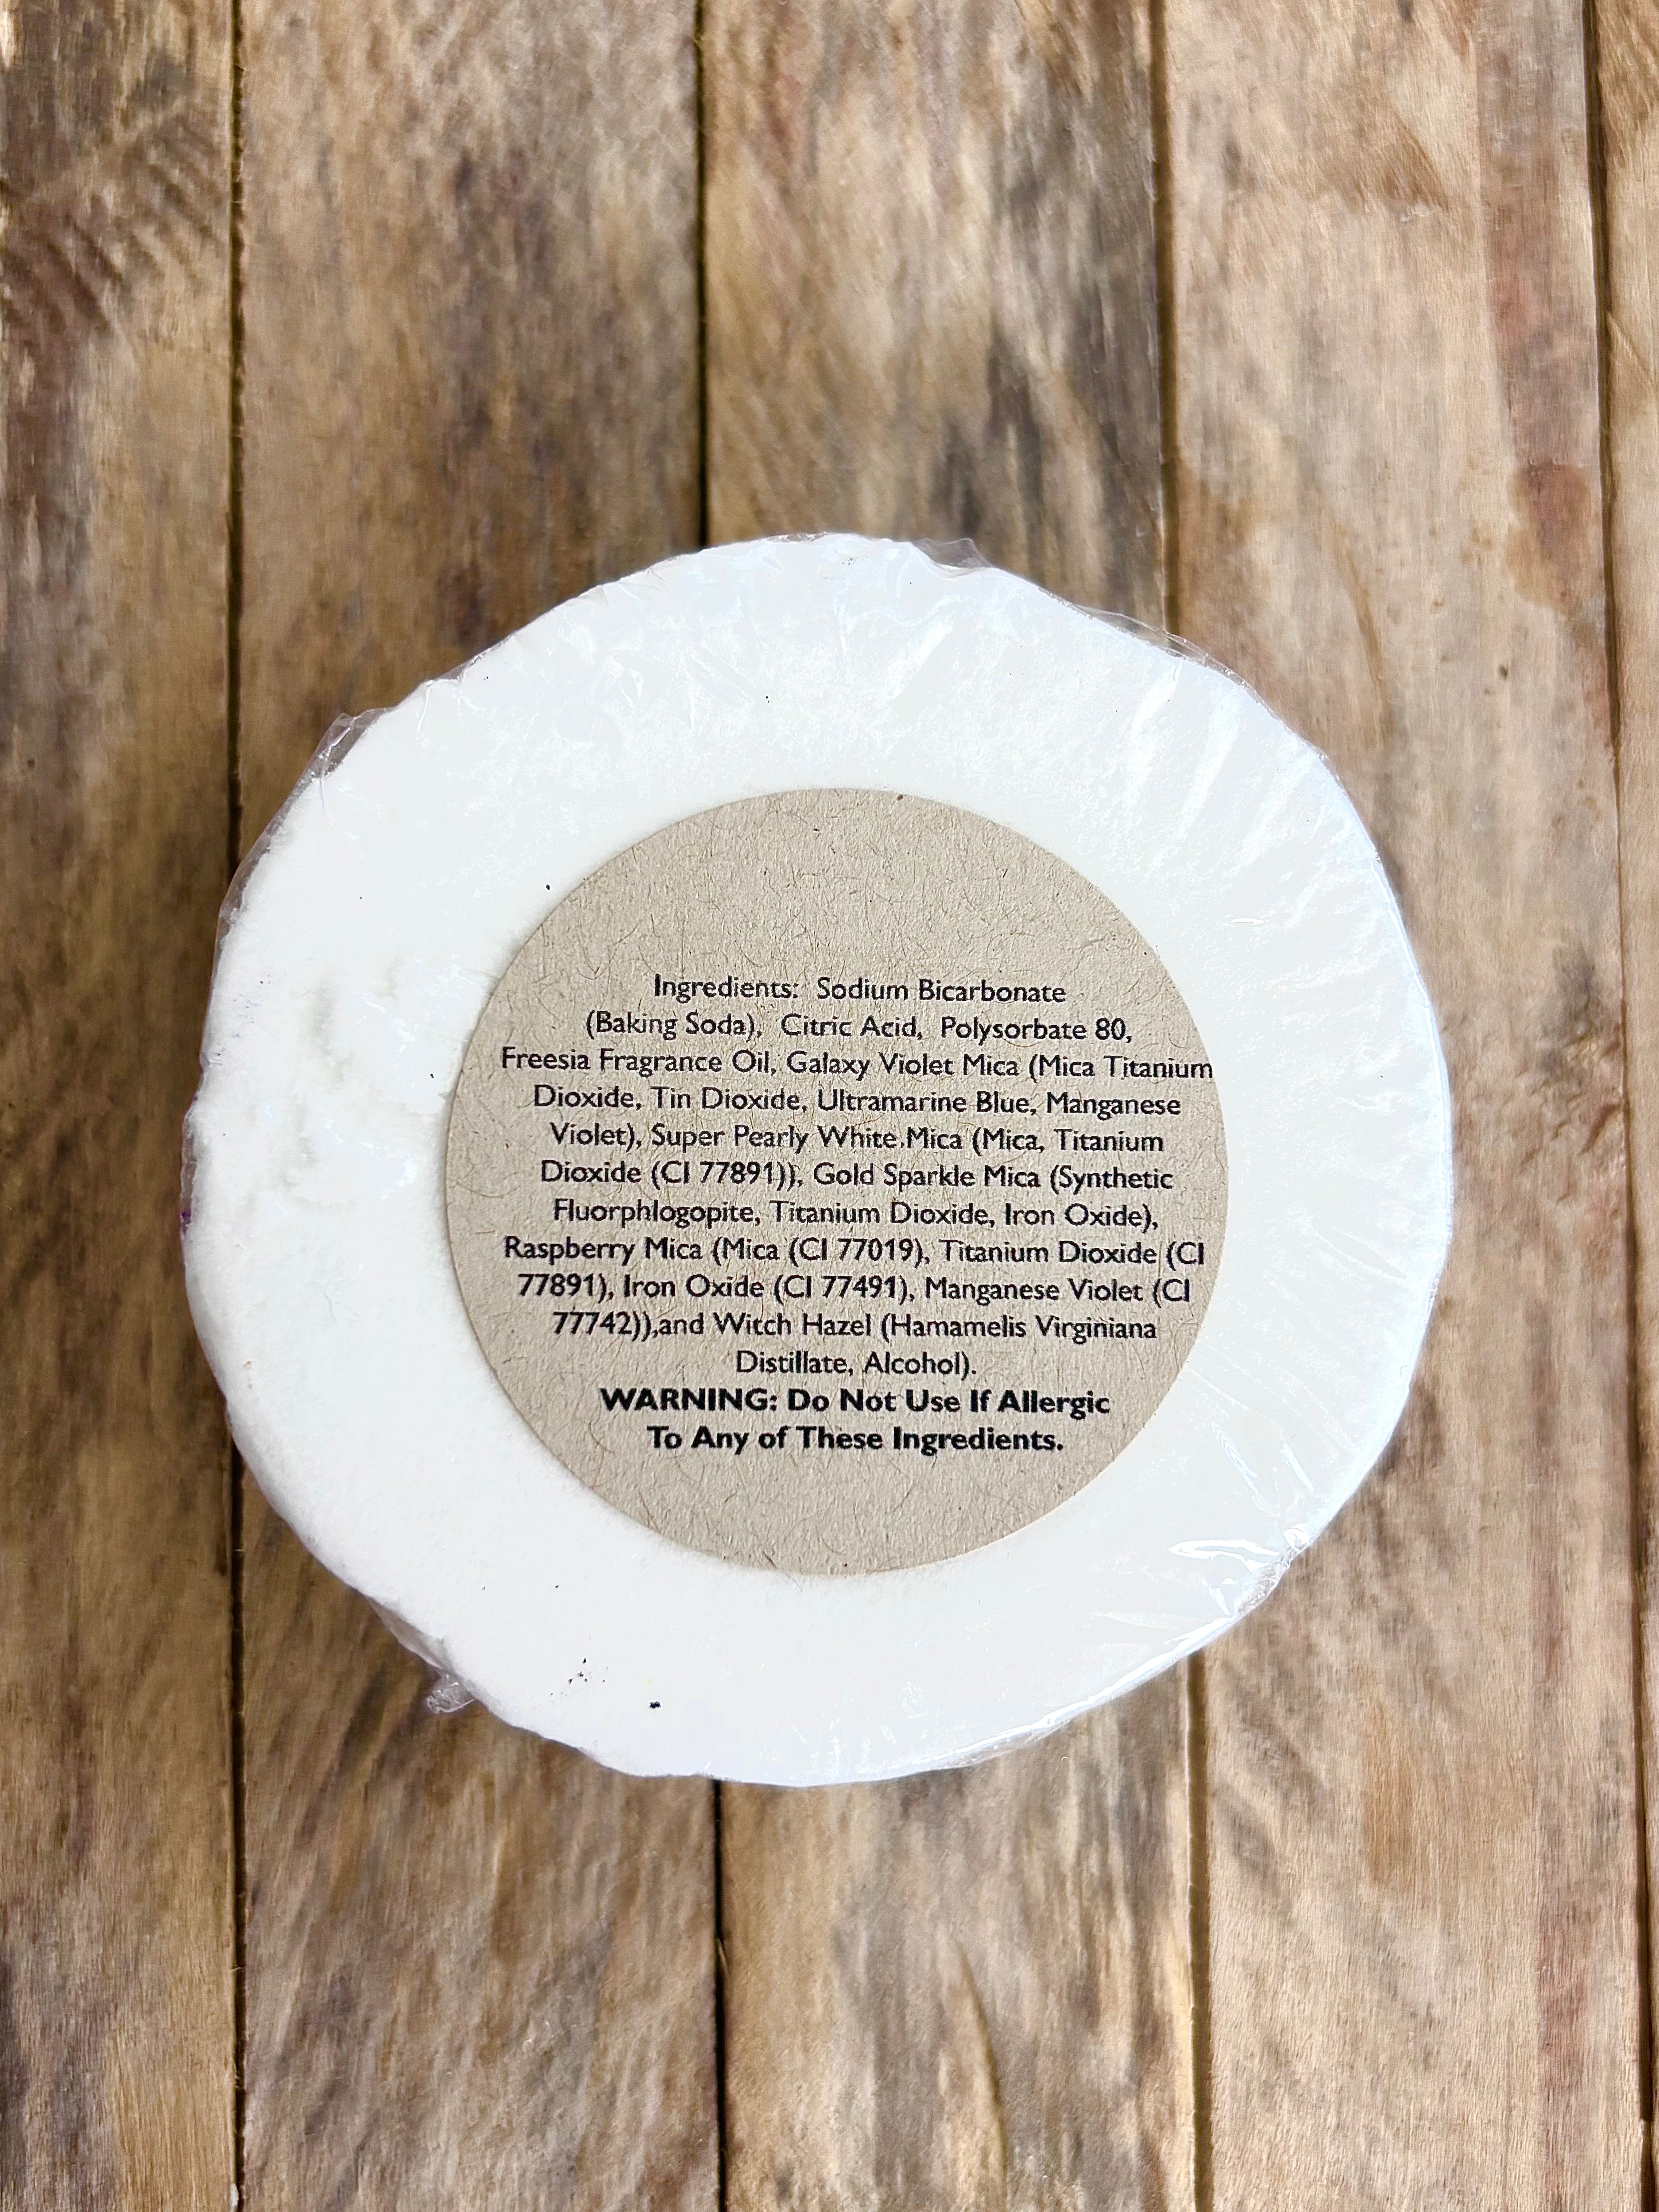 Ingredients: Sodium Bicarbonate
(Baking Soda), Citric Acid, Polysorbate 80,
Freesia Fragrance Oil, Galaxy Violet Mica (Mica Titanium
Dioxide, Tin Dioxide, Ultramarine Blue, Manganese
Violet), Super Pearly White Mica (Mica, Titanium
Dioxide (CI 77891)), Gold Sparkle Mica (Synthetic
Fluorphlogopite, Titanium Dioxide, Iron Oxide),
Raspberry Mica (Mica (CI 77019), Titanium Dioxide (CI
77891), Iron Oxide (CI 77491), Manganese Violet (CI
77742)),and Witch Hazel (Hamamelis Virginiana
Distillate, Alcohol).
WARNING: Do Not Use If Allergic
To Any of These Ingredients.